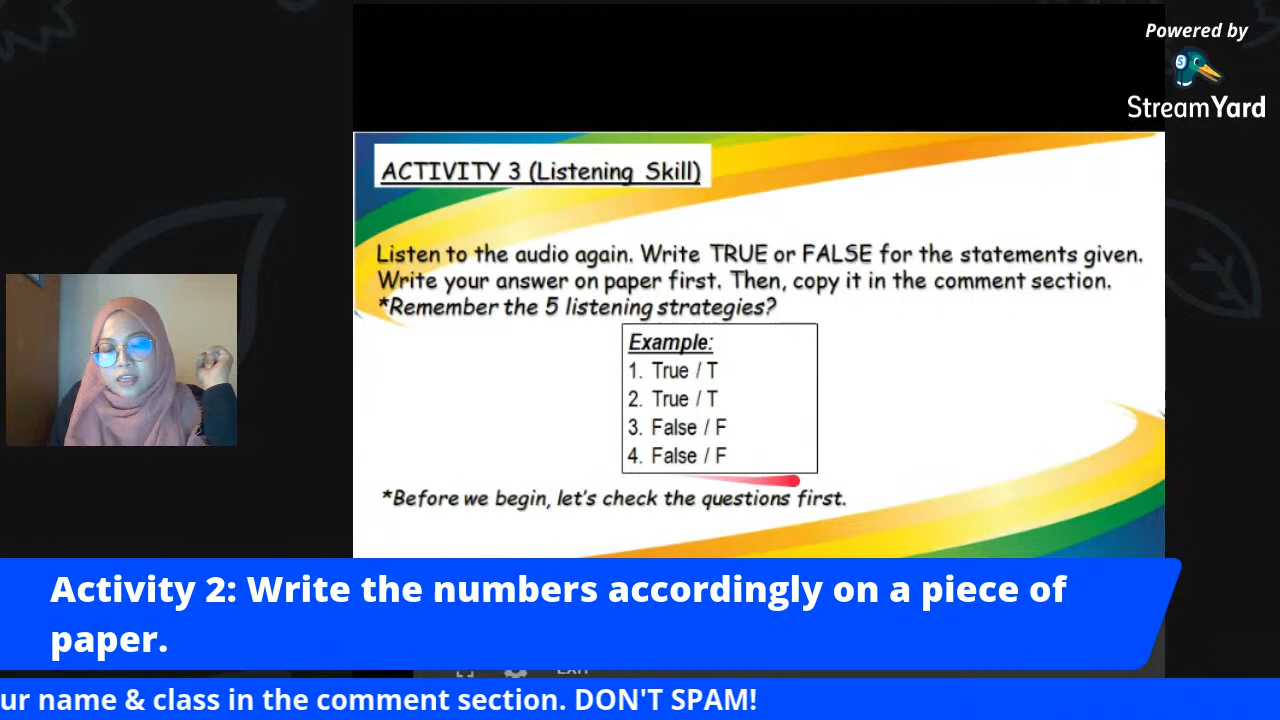 Powered by
StreamYard
ACTIVITY 3 (Listening Skill)
Listen to the audio again. Write TRUE or FALSE for the statements given.
Write your answer on paper first. Then, copy it in the comment section.
*Remember the 5 listening strategies?
Example:
1. True / T
2. True / T
3. False / F
4. False / F
*Before we begin, let's check the questions first.
Activity 2: Write the numbers accordingly on a piece of
paper.
ur name & class in the comment section. DON'T SPAM!